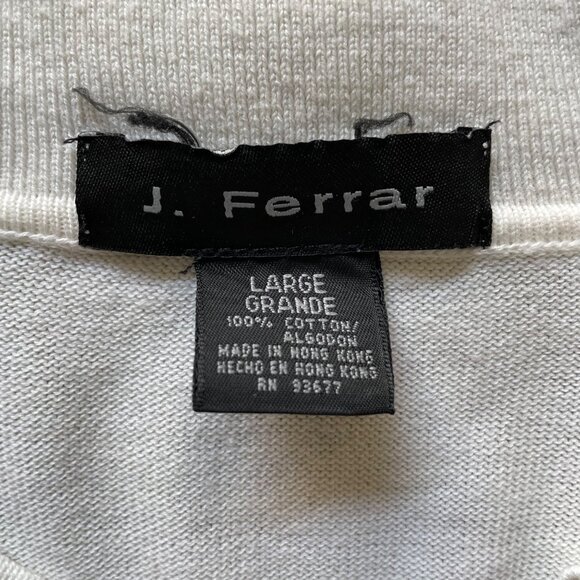 J. Ferrar
LARGE
GRANDE
100% COTTON/
ALGODON
MADE IN HONG KONG
HECHO EN HONG KONG
RN 93677